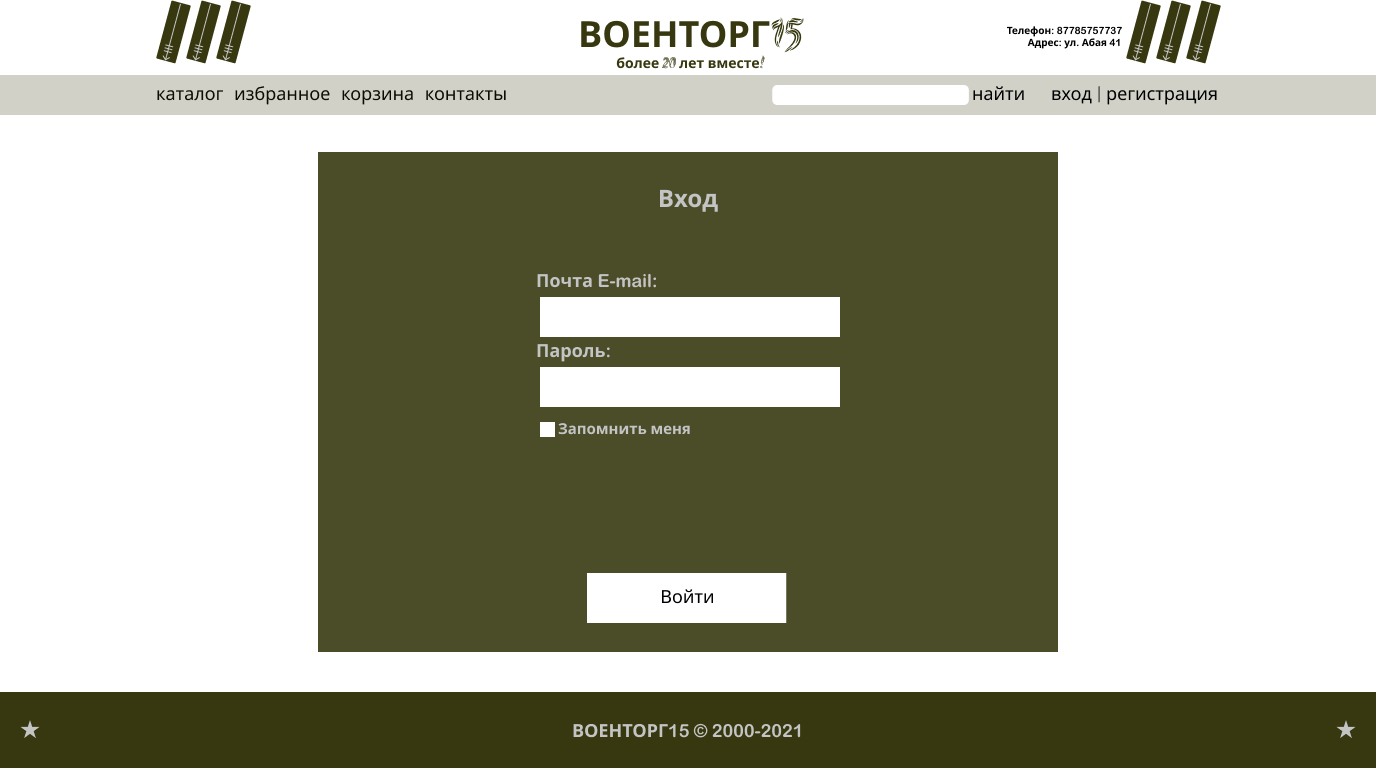 ВОЕНТОРГ15
более 20 лет вместе!
Телефон: 87785757737
Адрес: ул. Абая 41
каталог избранное корзина контакты
найти вход | регистрация
Вход
Почта E-mail:
Пароль:
Запомнить меня
Войти
★ ВОЕНТОРГ15 © 2000-2021 ★